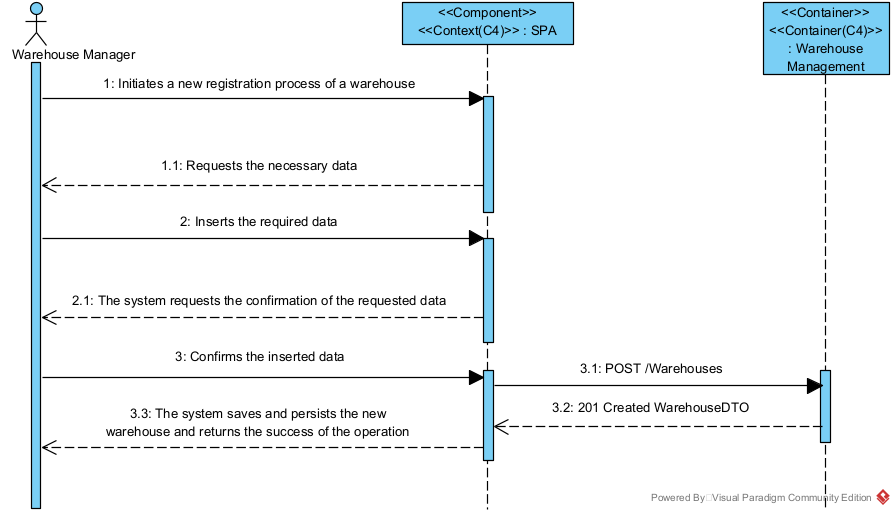 <<Component>>
<<Context(C4)>> : SPA
<<Container>>
<<Container(C4)>>
: Warehouse
Management
Warehouse Manager
1: Initiates a new registration process of a warehouse
1.1: Requests the necessary data
2: Inserts the required data
2.1: The system requests the confirmation of the requested data
3: Confirms the inserted data
3.1: POST /Warehouses
3.2: 201 Created WarehouseDTO
3.3: The system saves and persists the new
warehouse and returns the success of the operation
Powered By Visual Paradigm Community Edition